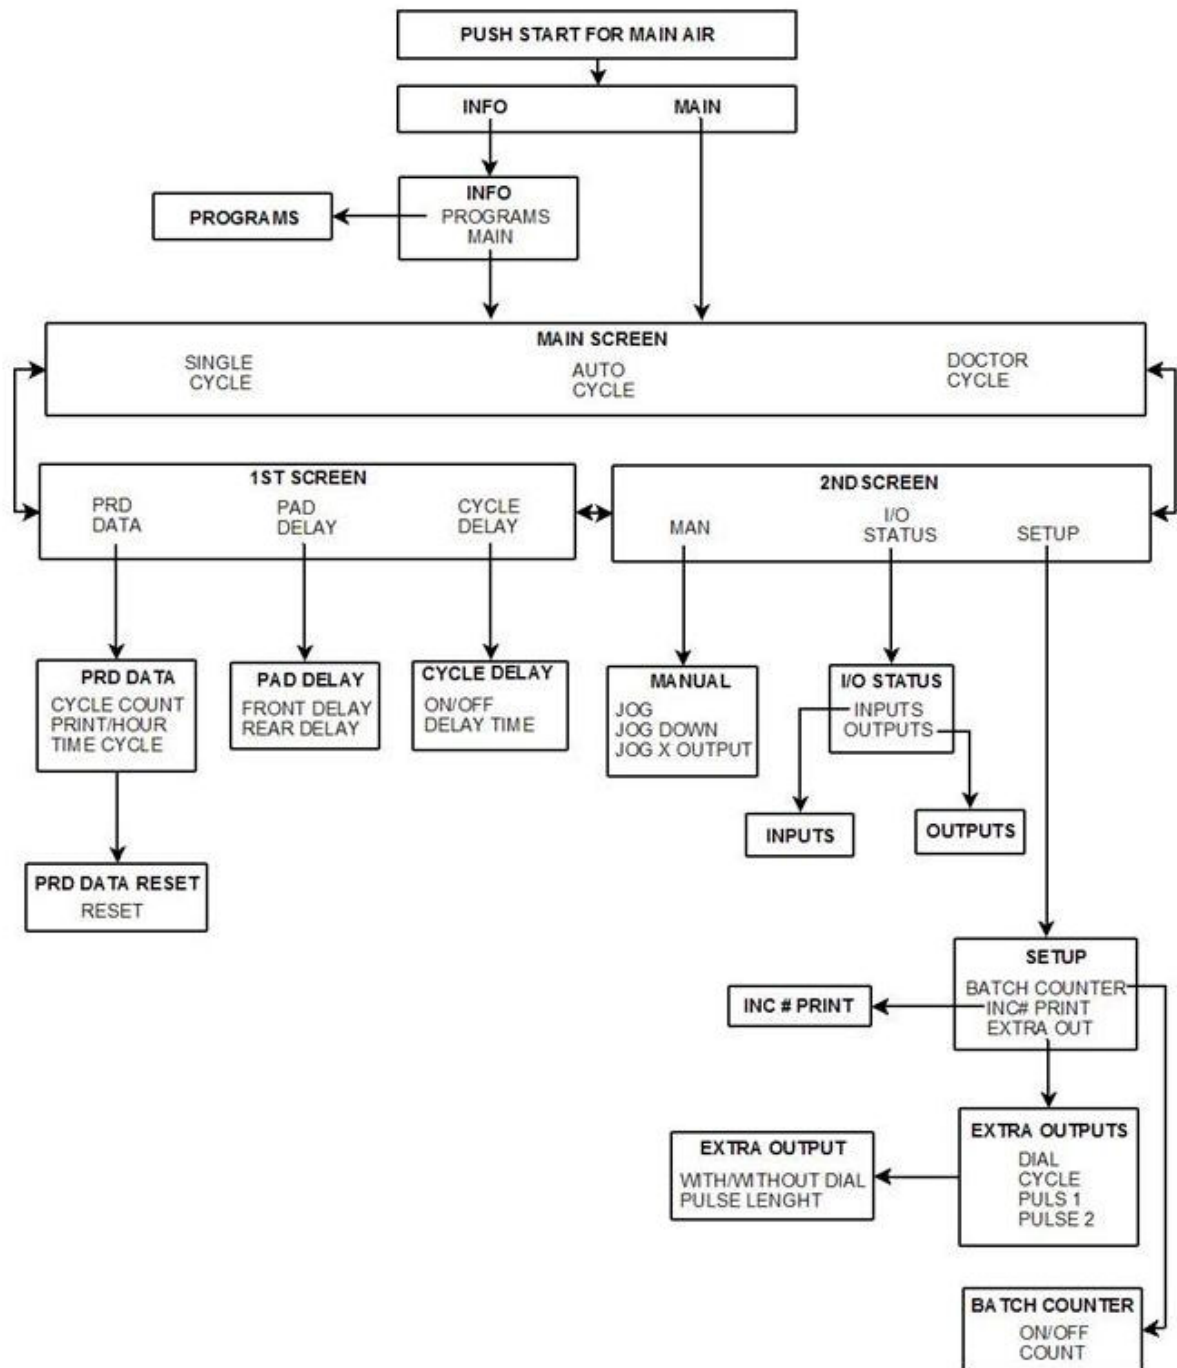 PUSH START FOR MAIN AIR
INFO MAIN
INFO
PROGRAMS
MAIN
PROGRAMS
MAIN SCREEN
SINGLE
CYCLE
AUTO
CYCLE
DOCTOR
CYCLE
1ST SCREEN
PRD
DATA
PAD
DELAY
CYCLE
DELAY
2ND SCREEN
MAN
I/O
STATUS
SETUP
PRD DATA
CYCLE COUNT
PRINT/HOUR
TIME CYCLE
PAD DELAY
FRONT DELAY
REAR DELAY
CYCLE DELAY
ON/OFF
DELAY TIME
MANUAL
JOG
JOG DOWN
JOG X OUTPUT
I/O STATUS
INPUTS
OUTPUTS
INPUTS
OUTPUTS
PRD DATA RESET
RESET
SETUP
BATCH COUNTER
INC# PRINT
EXTRA OUT
INC # PRINT
EXTRA OUTPUTS
DIAL
CYCLE
PULS 1
PULSE 2
EXTRA OUTPUT
WITH/WITHOUT DIAL
PULSE LENGHT
BATCH COUNTER
ON/OFF
COUNT